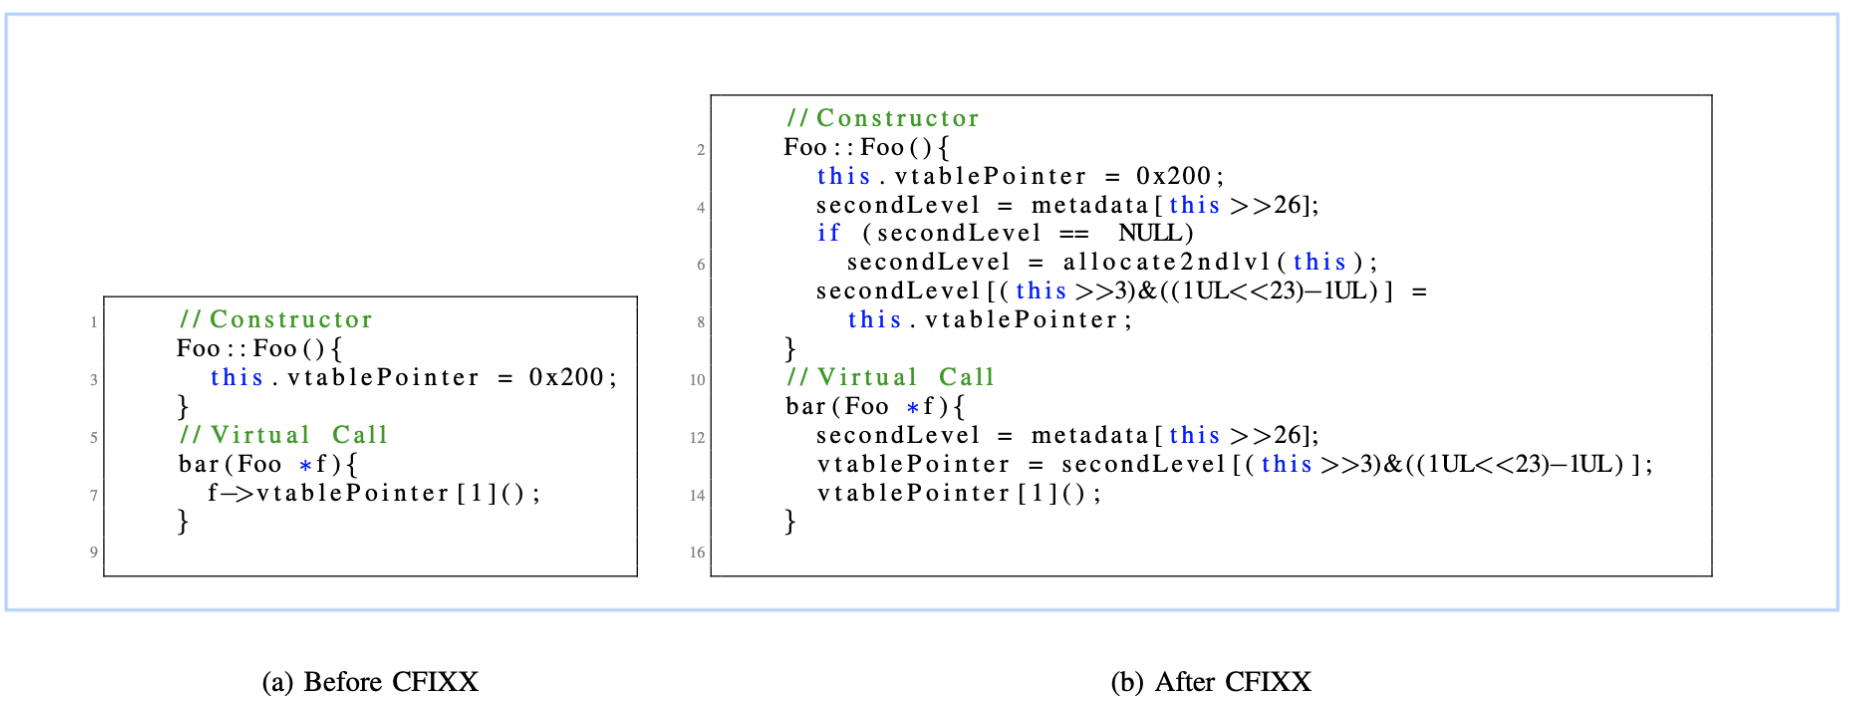 1 // Constructor
Foo::Foo(){
3 this.vtablePointer = 0x200;
}
5 // Virtual Call
bar(Foo *f){
7 f->vtablePointer[1]();
}
9
// Constructor
2 Foo::Foo(){
this.vtablePointer = 0x200;
4 secondLevel = metadata[this>>26];
if (secondLevel == NULL)
6 secondLevel = allocate2ndlvl(this);
secondLevel[(this>>3)&((1UL<<23)-1UL)] =
8 this.vtablePointer;
}
10 // Virtual Call
bar(Foo *f){
12 secondLevel = metadata[this>>26];
vtablePointer = secondLevel[(this>>3)&((1UL<<23)-1UL)];
14 vtablePointer[1]();
}
16
(a) Before CFIXX
(b) After CFIXX